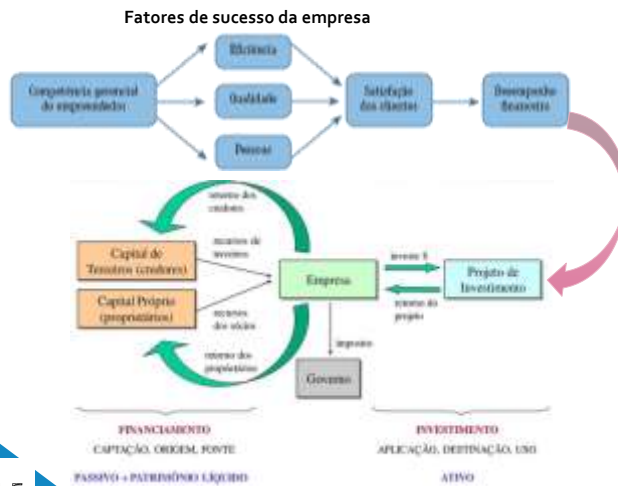 Fatores de sucesso da empresa
Eficiência
Competência gerencial
do empreendedor
Qualidade
Satisfação
dos clientes
Desempenho
financeiro
Pessoas
retorno dos
credores
Capital de
Terceiros (credores)
recursos de
terceiros
Empresa
investe $
Projeto de
Investimento
Capital Próprio
(proprietários)
recursos
dos sócios
retorno do
projeto
retorno dos
proprietários
impostos
Governo
FINANCIAMENTO
INVESTIMENTO
CAPTAÇÃO, ORIGEM, FONTE
APLICAÇÃO, DESTINAÇÃO, USO
PASSIVO + PATRIMÔNIO LÍQUIDO
ATIVO